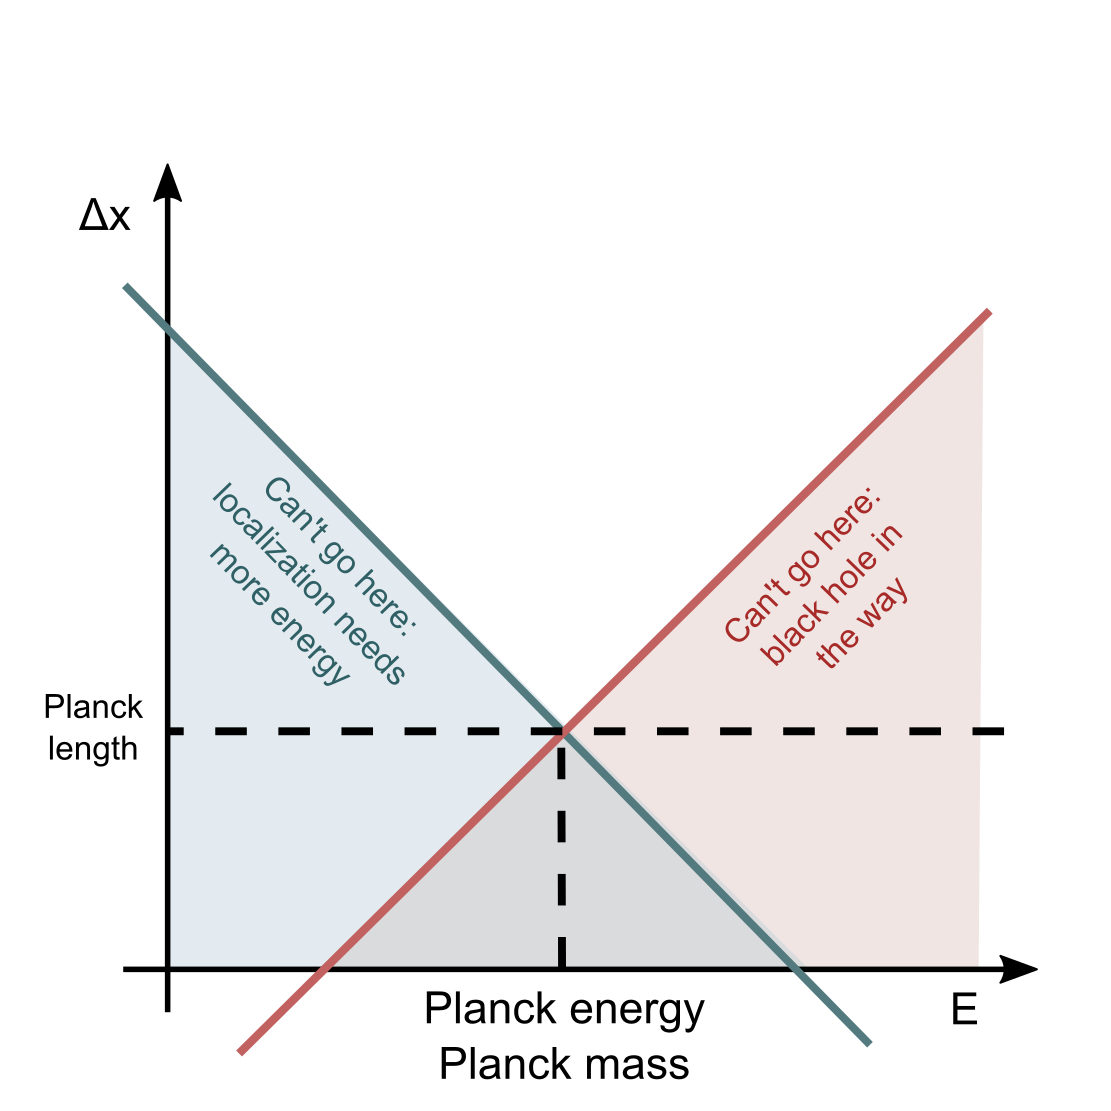 Δx
Can't go here:
localization needs
more energy
Can't go here:
black hole in
the way
Planck
length
Planck energy
Planck mass
E